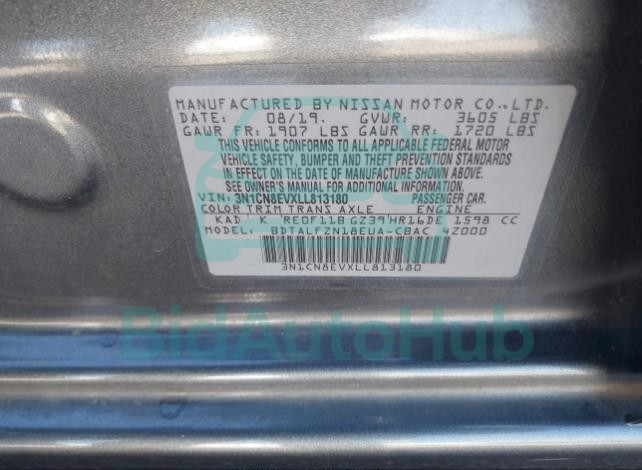 MANUFACTURED BY NISSAN MOTOR CO., LTD.
DATE: 08/19. GVWR: 3605 LBS
GAWR FR: 1907 LBS GAWR RR: 1720 LBS
THIS VEHICLE CONFORMS TO ALL APPLICABLE FEDERAL MOTOR
VEHICLE SAFETY, BUMPER AND THEFT PREVENTION STANDARDS
IN EFFECT ON THE DATE OF MANUFACTURE SHOWN ABOVE.
SEE OWNER'S MANUAL FOR ADDITIONAL INFORMATION.
VIN: 3N1CN8EVXLL813180 PASSENGER CAR.
COLOR TRIM TRANS AXLE ENGINE
KAD K RE0F11B GZ39 HR16DE 1598 CC
MODEL: BDTALFZN18EUA-CBAC 4Z000
3N1CN8EVXLL813180
BidAutoHub